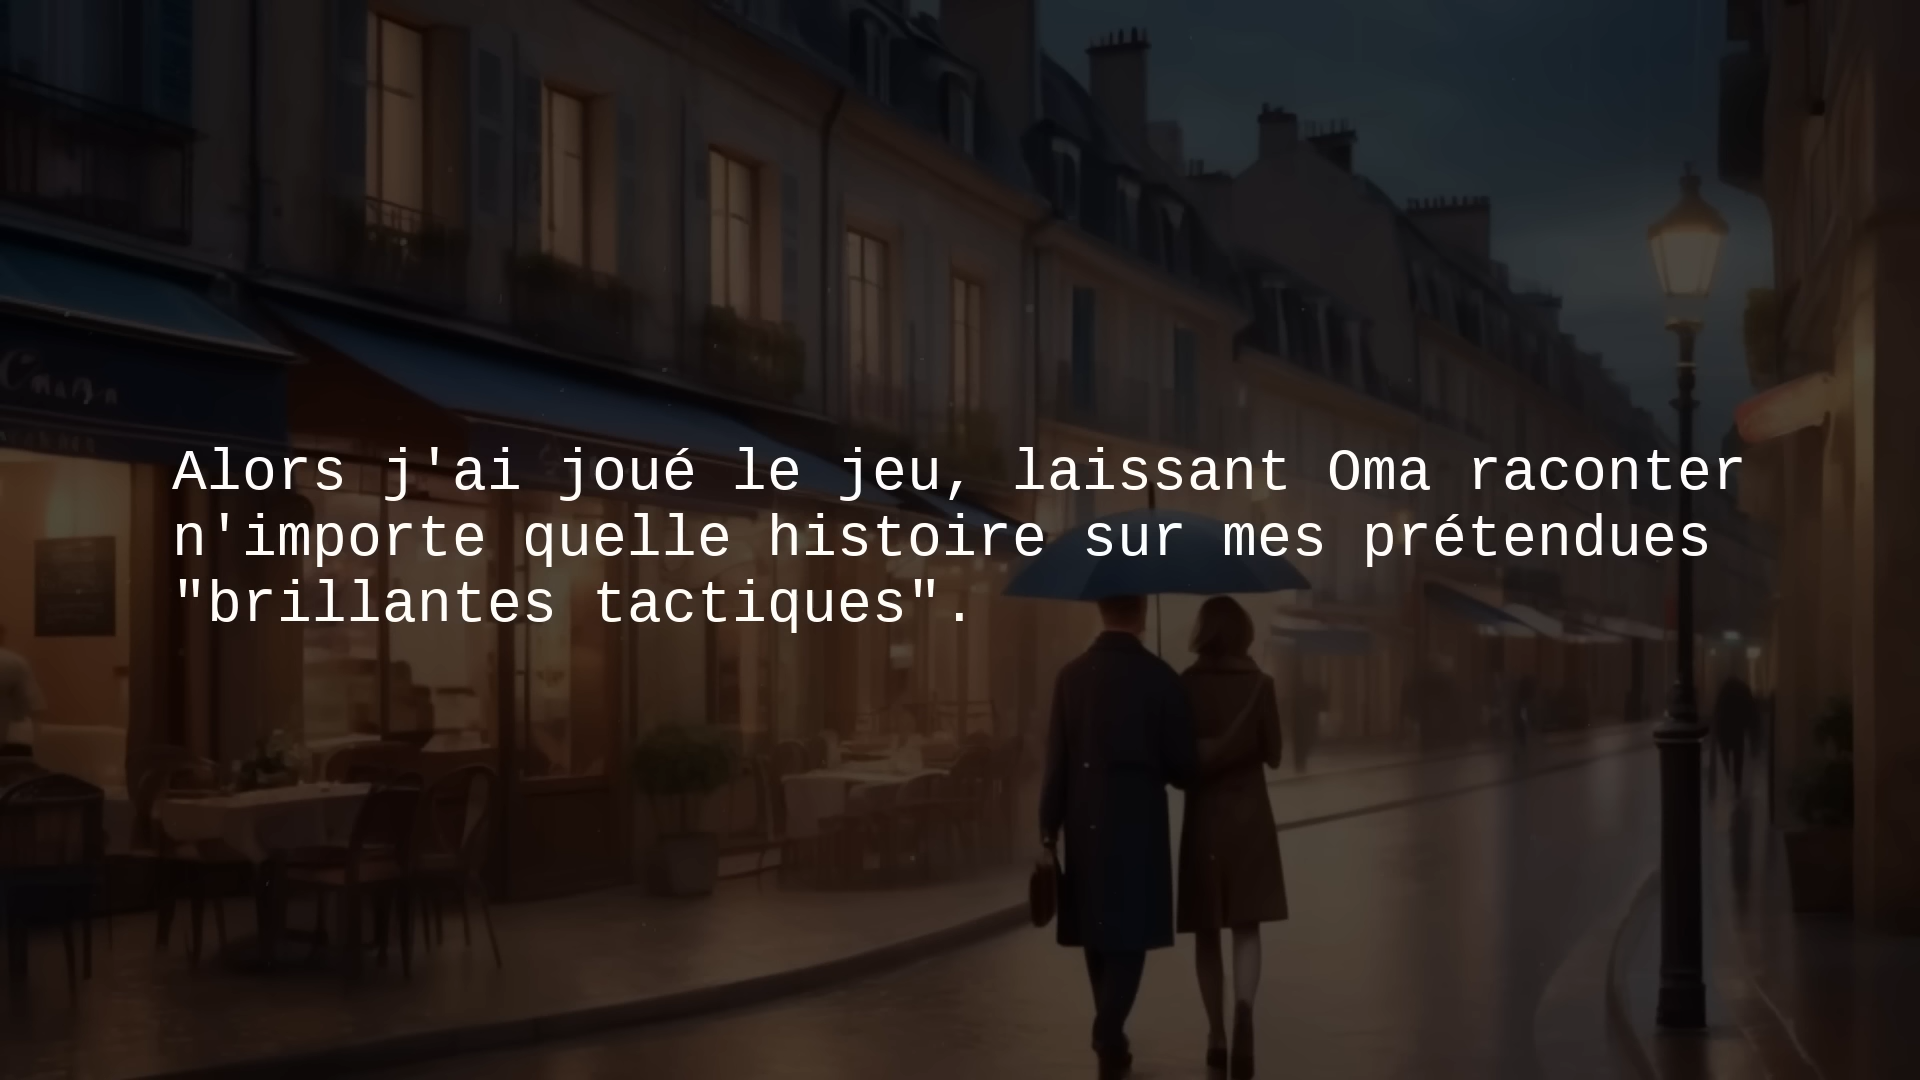 Alors j'ai joué le jeu, laissant Oma raconter
n'importe quelle histoire sur mes prétendues
"brillantes tactiques".